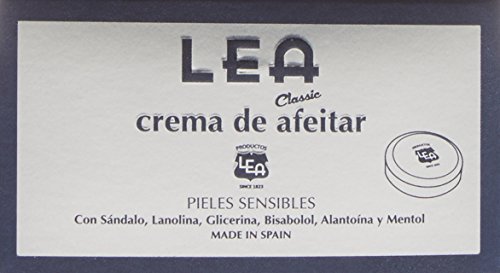 LEA
Classic
crema de afeitar
PRODUCTOS
LEA
SINCE 1823
PIELES SENSIBLES
Con Sándalo, Lanolina, Glicerina, Bisabolol, Alantoína y Mentol
MADE IN SPAIN